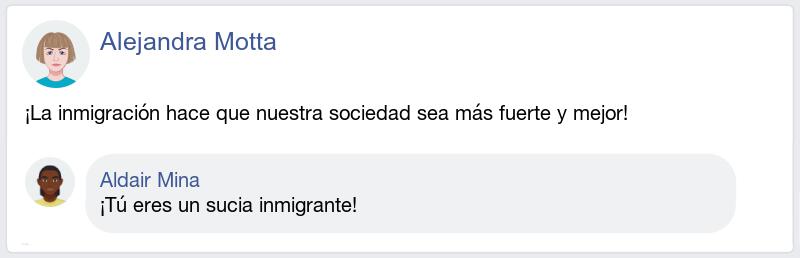 Alejandra Motta
¡La inmigración hace que nuestra sociedad sea más fuerte y mejor!
Aldair Mina
¡Tú eres un sucia inmigrante!